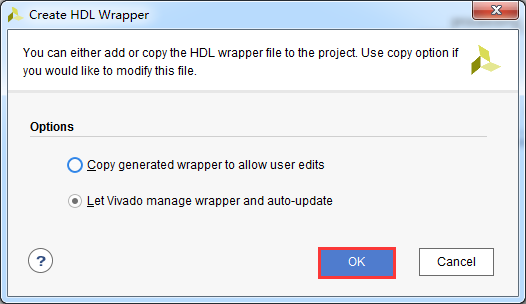 Create HDL Wrapper
You can either add or copy the HDL wrapper file to the project. Use copy option if
you would like to modify this file.
Options
Copy generated wrapper to allow user edits
Let Vivado manage wrapper and auto-update
?
OK
Cancel